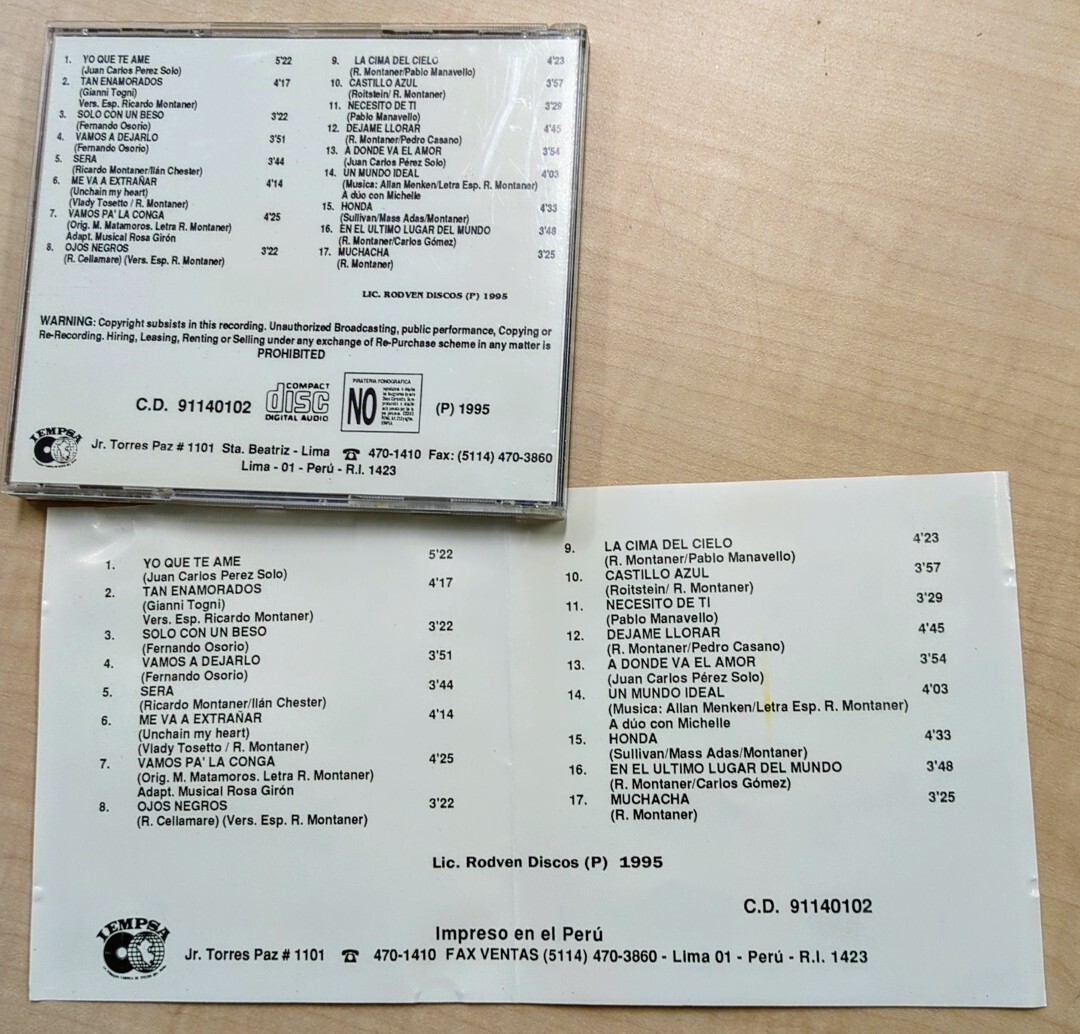 1. YO QUE TE AME 5'22
(Juan Carlos Perez Solo)
2. TAN ENAMORADOS 4'17
(Gianni Togni)
Vers. Esp. Ricardo Montaner)
3. SOLO CON UN BESO 3'22
(Fernando Osorio)
4. VAMOS A DEJARLO 3'51
(Fernando Osorio)
5. SERA 3'44
(Ricardo Montaner/Ilán Chester)
6. ME VA A EXTRAÑAR 4'14
(Unchain my heart)
(Vlady Tosetto / R. Montaner)
7. VAMOS PA' LA CONGA 4'25
(Orig. M. Matamoros. Letra R. Montaner)
Adapt. Musical Rosa Girón
8. OJOS NEGROS 3'22
(R. Cellamare) (Vers. Esp. R. Montaner)
9. LA CIMA DEL CIELO 4'23
(R. Montaner/Pablo Manavello)
10. CASTILLO AZUL 3'57
(Roitstein/ R. Montaner)
11. NECESITO DE TI 3'29
(Pablo Manavello)
12. DEJAME LLORAR 4'45
(R. Montaner/Pedro Casano)
13. A DONDE VA EL AMOR 3'54
(Juan Carlos Pérez Solo)
14. UN MUNDO IDEAL 4'03
(Musica: Allan Menken/Letra Esp. R. Montaner)
A dúo con Michelle
15. HONDA 4'33
(Sullivan/Mass Adas/Montaner)
16. EN EL ULTIMO LUGAR DEL MUNDO 3'48
(R. Montaner/Carlos Gómez)
17. MUCHACHA 3'25
(R. Montaner)
LIC. RODVEN DISCOS (P) 1995
WARNING: Copyright subsists in this recording. Unauthorized Broadcasting, public performance, Copying or
Re-Recording. Hiring, Leasing, Renting or Selling under any exchange of Re-Purchase scheme in any matter is
PROHIBITED
C.D. 91140102
COMPACT
disc
DIGITAL AUDIO
PIRATERIA FONOGRAFICA
NO
(P) 1995
IEMPSA
Jr. Torres Paz # 1101 Sta. Beatriz - Lima ☎ 470-1410 Fax: (5114) 470-3860
Lima - 01 - Perú - R.I. 1423
1. YO QUE TE AME 5'22
(Juan Carlos Perez Solo)
2. TAN ENAMORADOS 4'17
(Gianni Togni)
Vers. Esp. Ricardo Montaner)
3. SOLO CON UN BESO 3'22
(Fernando Osorio)
4. VAMOS A DEJARLO 3'51
(Fernando Osorio)
5. SERA 3'44
(Ricardo Montaner/Ilán Chester)
6. ME VA A EXTRAÑAR 4'14
(Unchain my heart)
(Vlady Tosetto / R. Montaner)
7. VAMOS PA' LA CONGA 4'25
(Orig. M. Matamoros. Letra R. Montaner)
Adapt. Musical Rosa Girón
8. OJOS NEGROS 3'22
(R. Cellamare) (Vers. Esp. R. Montaner)
9. LA CIMA DEL CIELO 4'23
(R. Montaner/Pablo Manavello)
10. CASTILLO AZUL 3'57
(Roitstein/ R. Montaner)
11. NECESITO DE TI 3'29
(Pablo Manavello)
12. DEJAME LLORAR 4'45
(R. Montaner/Pedro Casano)
13. A DONDE VA EL AMOR 3'54
(Juan Carlos Pérez Solo)
14. UN MUNDO IDEAL 4'03
(Musica: Allan Menken/Letra Esp. R. Montaner)
A dúo con Michelle
15. HONDA 4'33
(Sullivan/Mass Adas/Montaner)
16. EN EL ULTIMO LUGAR DEL MUNDO 3'48
(R. Montaner/Carlos Gómez)
17. MUCHACHA 3'25
(R. Montaner)
Lic. Rodven Discos (P) 1995
C.D. 91140102
IEMPSA
Impreso en el Perú
Jr. Torres Paz # 1101 ☎ 470-1410 FAX VENTAS (5114) 470-3860 - Lima 01 - Perú - R.I. 1423